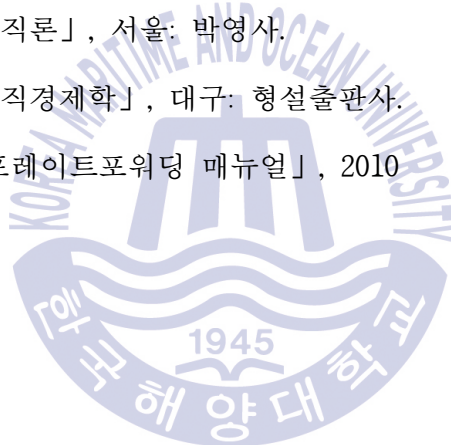 직론」, 서울: 박영사.
직경제학」, 대구: 형설출판사.
프레이트포워딩 매뉴얼」, 2010
KOREA MARITIME AND OCEAN UNIVERSITY
1945
한국해양대학교